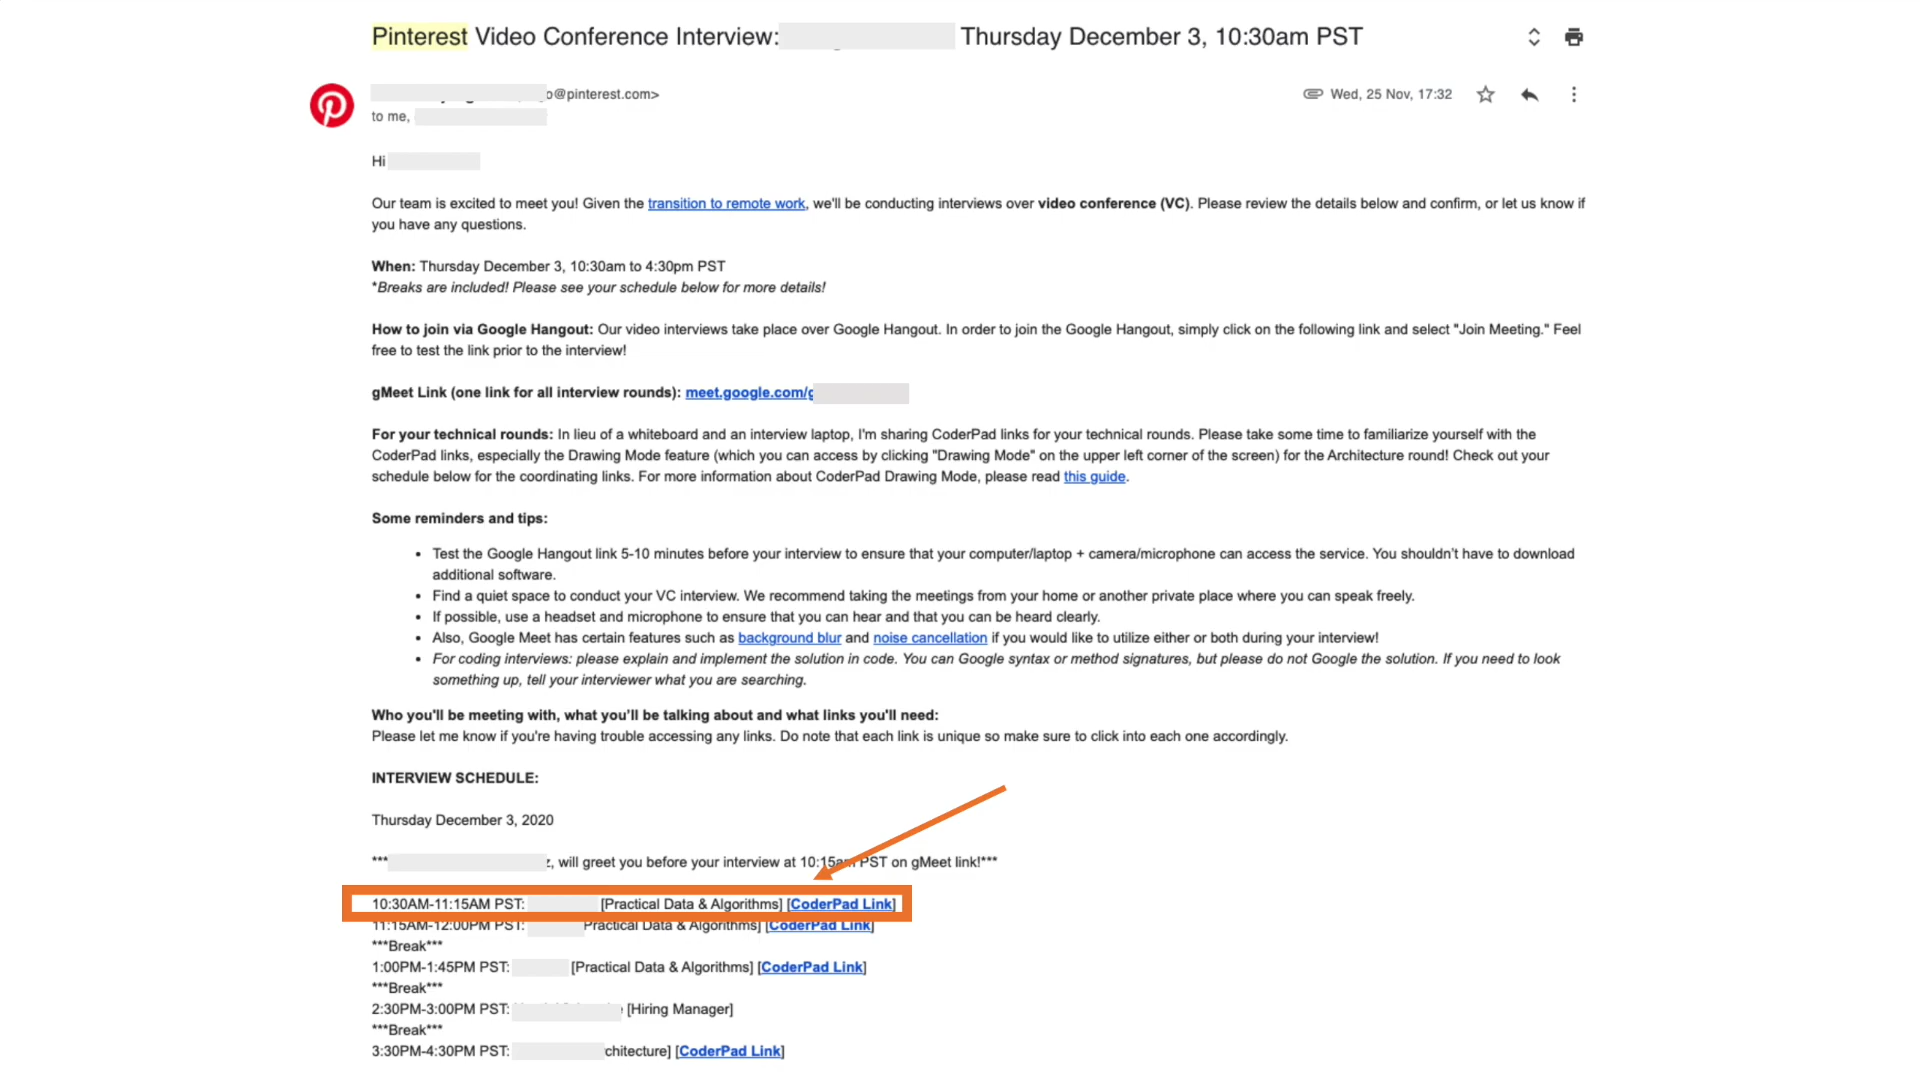 Pinterest Video Conference Interview: Thursday December 3, 10:30am PST
o@pinterest.com>
Wed, 25 Nov, 17:32
to me,
Hi
Our team is excited to meet you! Given the transition to remote work, we'll be conducting interviews over video conference (VC). Please review the details below and confirm, or let us know if
you have any questions.
When: Thursday December 3, 10:30am to 4:30pm PST
*Breaks are included! Please see your schedule below for more details!
How to join via Google Hangout: Our video interviews take place over Google Hangout. In order to join the Google Hangout, simply click on the following link and select "Join Meeting." Feel
free to test the link prior to the interview!
gMeet Link (one link for all interview rounds): meet.google.com/g
For your technical rounds: In lieu of a whiteboard and an interview laptop, I'm sharing CoderPad links for your technical rounds. Please take some time to familiarize yourself with the
CoderPad links, especially the Drawing Mode feature (which you can access by clicking "Drawing Mode" on the upper left corner of the screen) for the Architecture round! Check out your
schedule below for the coordinating links. For more information about CoderPad Drawing Mode, please read this guide.
Some reminders and tips:
• Test the Google Hangout link 5-10 minutes before your interview to ensure that your computer/laptop + camera/microphone can access the service. You shouldn't have to download
additional software.
• Find a quiet space to conduct your VC interview. We recommend taking the meetings from your home or another private place where you can speak freely.
• If possible, use a headset and microphone to ensure that you can hear and that you can be heard clearly.
• Also, Google Meet has certain features such as background blur and noise cancellation if you would like to utilize either or both during your interview!
• For coding interviews: please explain and implement the solution in code. You can Google syntax or method signatures, but please do not Google the solution. If you need to look
something up, tell your interviewer what you are searching.
Who you'll be meeting with, what you'll be talking about and what links you'll need:
Please let me know if you're having trouble accessing any links. Do note that each link is unique so make sure to click into each one accordingly.
INTERVIEW SCHEDULE:
Thursday December 3, 2020
*** z, will greet you before your interview at 10:15am PST on gMeet link!***
10:30AM-11:15AM PST: [Practical Data & Algorithms] [CoderPad Link]
11:15AM-12:00PM PST: Practical Data & Algorithms] [CoderPad Link]
***Break***
1:00PM-1:45PM PST: [Practical Data & Algorithms] [CoderPad Link]
***Break***
2:30PM-3:00PM PST: [Hiring Manager]
***Break***
3:30PM-4:30PM PST: chitecture] [CoderPad Link]